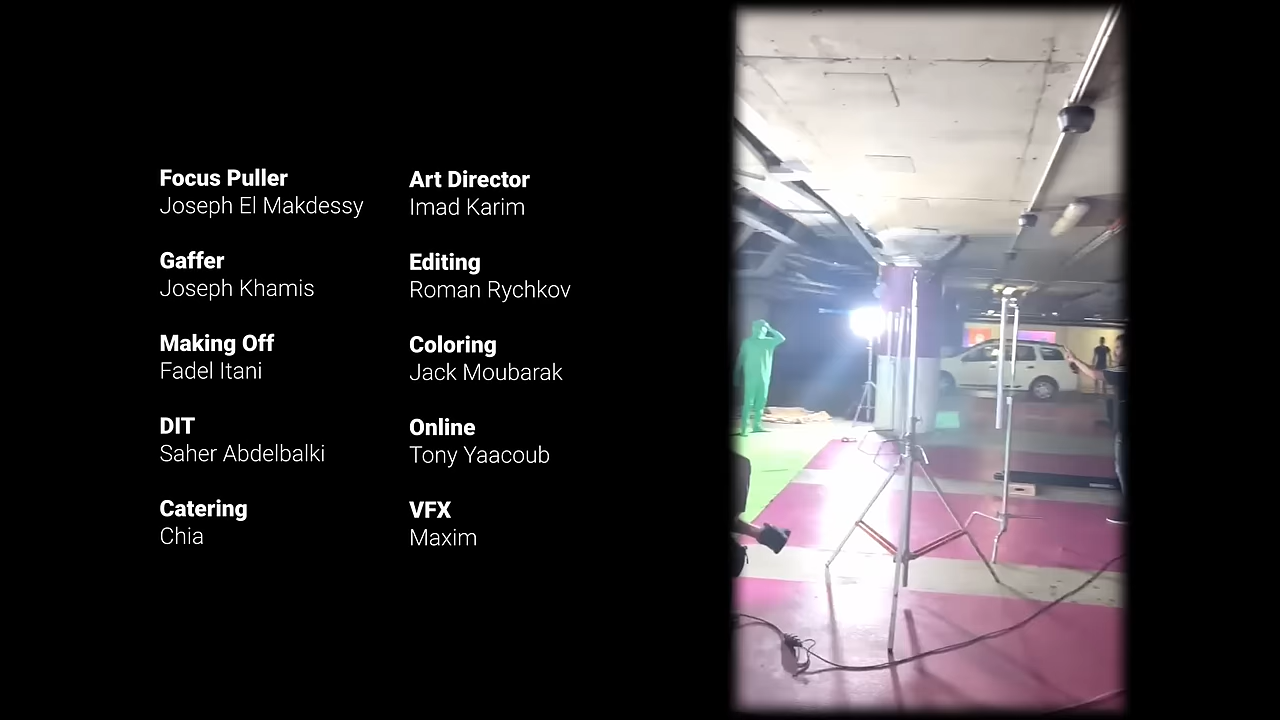 Focus Puller
Joseph El Makdessy
Gaffer
Joseph Khamis
Making Off
Fadel Itani
DIT
Saher Abdelbalki
Catering
Chia
Art Director
Imad Karim
Editing
Roman Rychkov
Coloring
Jack Moubarak
Online
Tony Yaacoub
VFX
Maxim